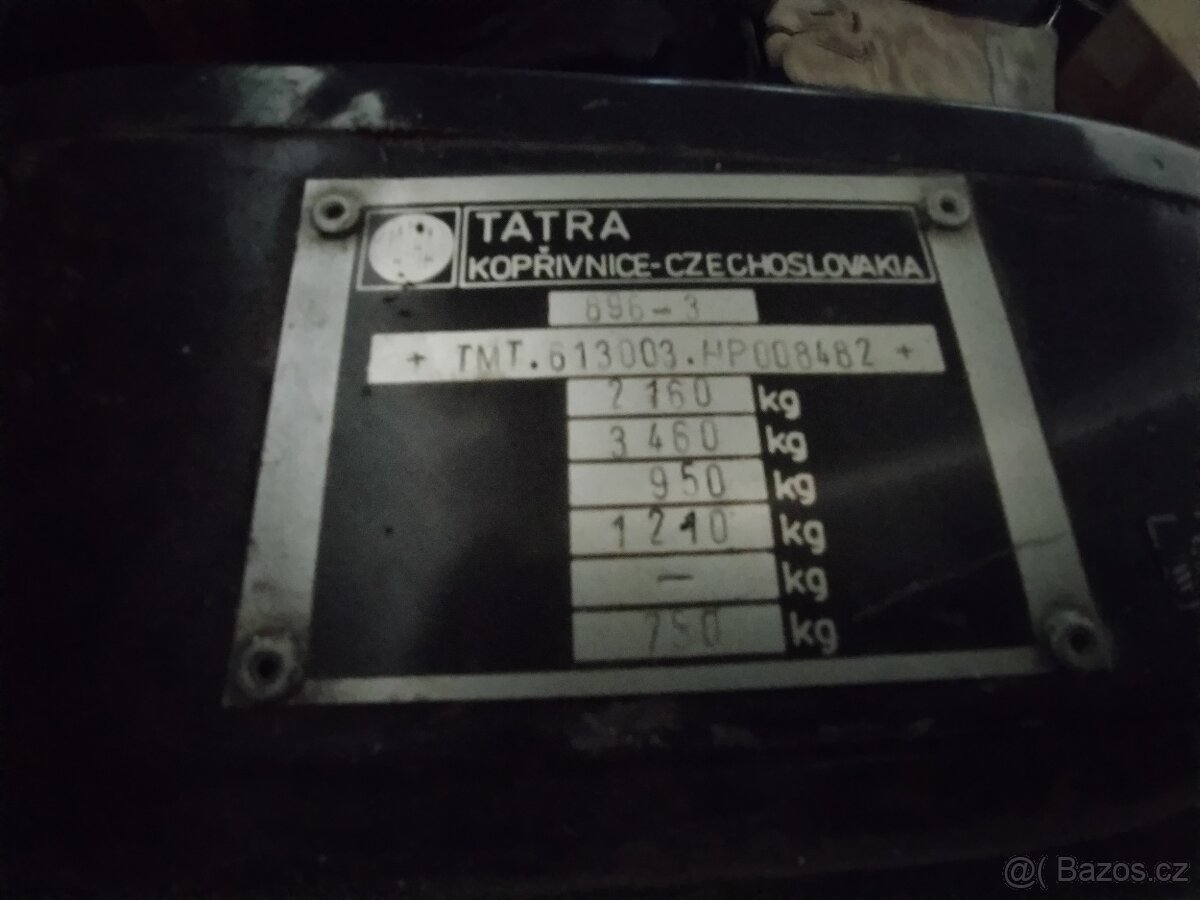 TATRA
KOPŘIVNICE-CZECHOSLOVAKIA
896-3
+ TMT.613003.HP008482 +
2160 kg
3460 kg
950 kg
1210 kg
- kg
750 kg
@( Bazos.cz